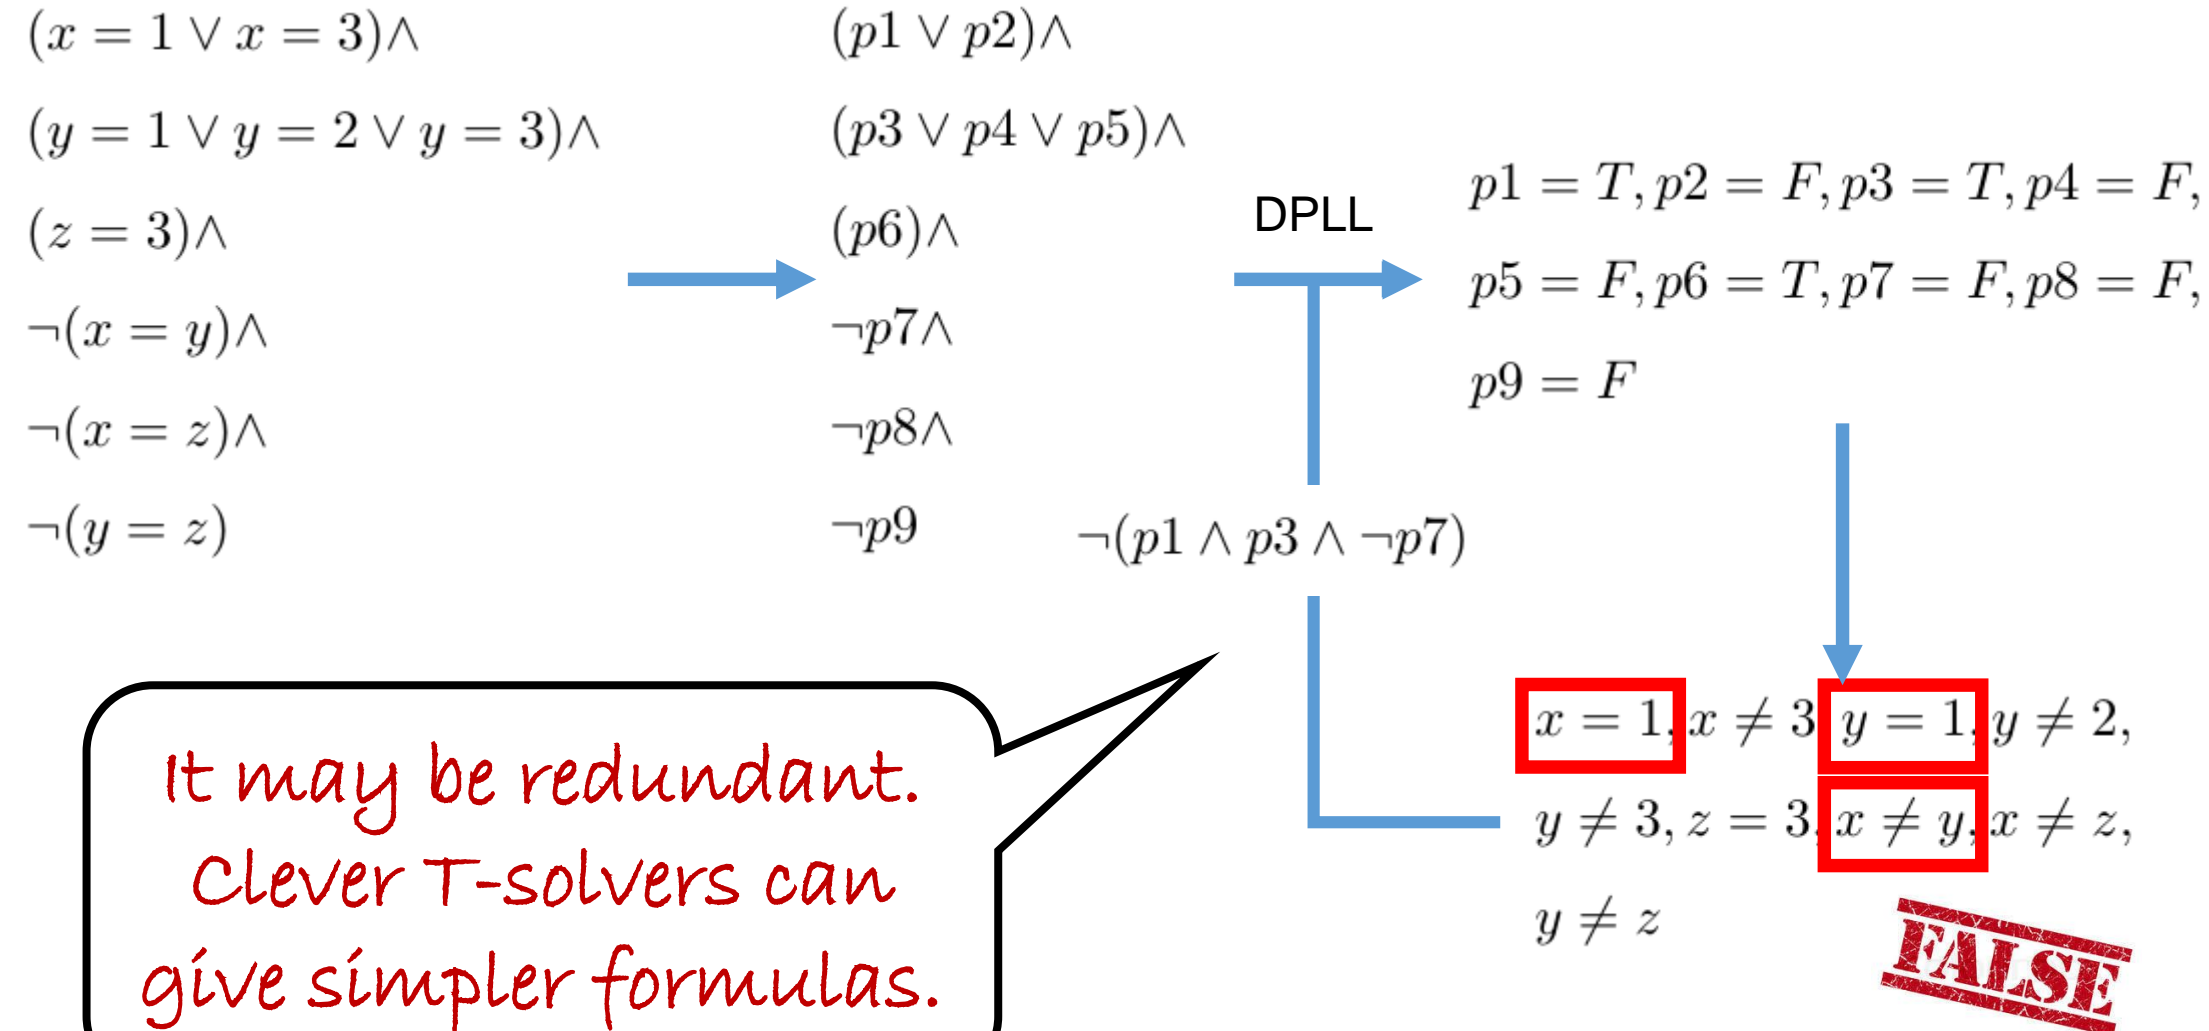 (x = 1 ∨ x = 3)∧
(y = 1 ∨ y = 2 ∨ y = 3)∧
(z = 3)∧
¬(x = y)∧
¬(x = z)∧
¬(y = z)
(p1 ∨ p2)∧
(p3 ∨ p4 ∨ p5)∧
(p6)∧
¬p7∧
¬p8∧
¬p9
DPLL
¬(p1 ∧ p3 ∧ ¬p7)
p1 = T, p2 = F, p3 = T, p4 = F,
p5 = F, p6 = T, p7 = F, p8 = F,
p9 = F
x = 1, x ≠ 3 y = 1, y ≠ 2,
y ≠ 3, z = 3, x ≠ y, x ≠ z,
y ≠ z
FALSE
It may be redundant.
Clever T-solvers can
give simpler formulas.